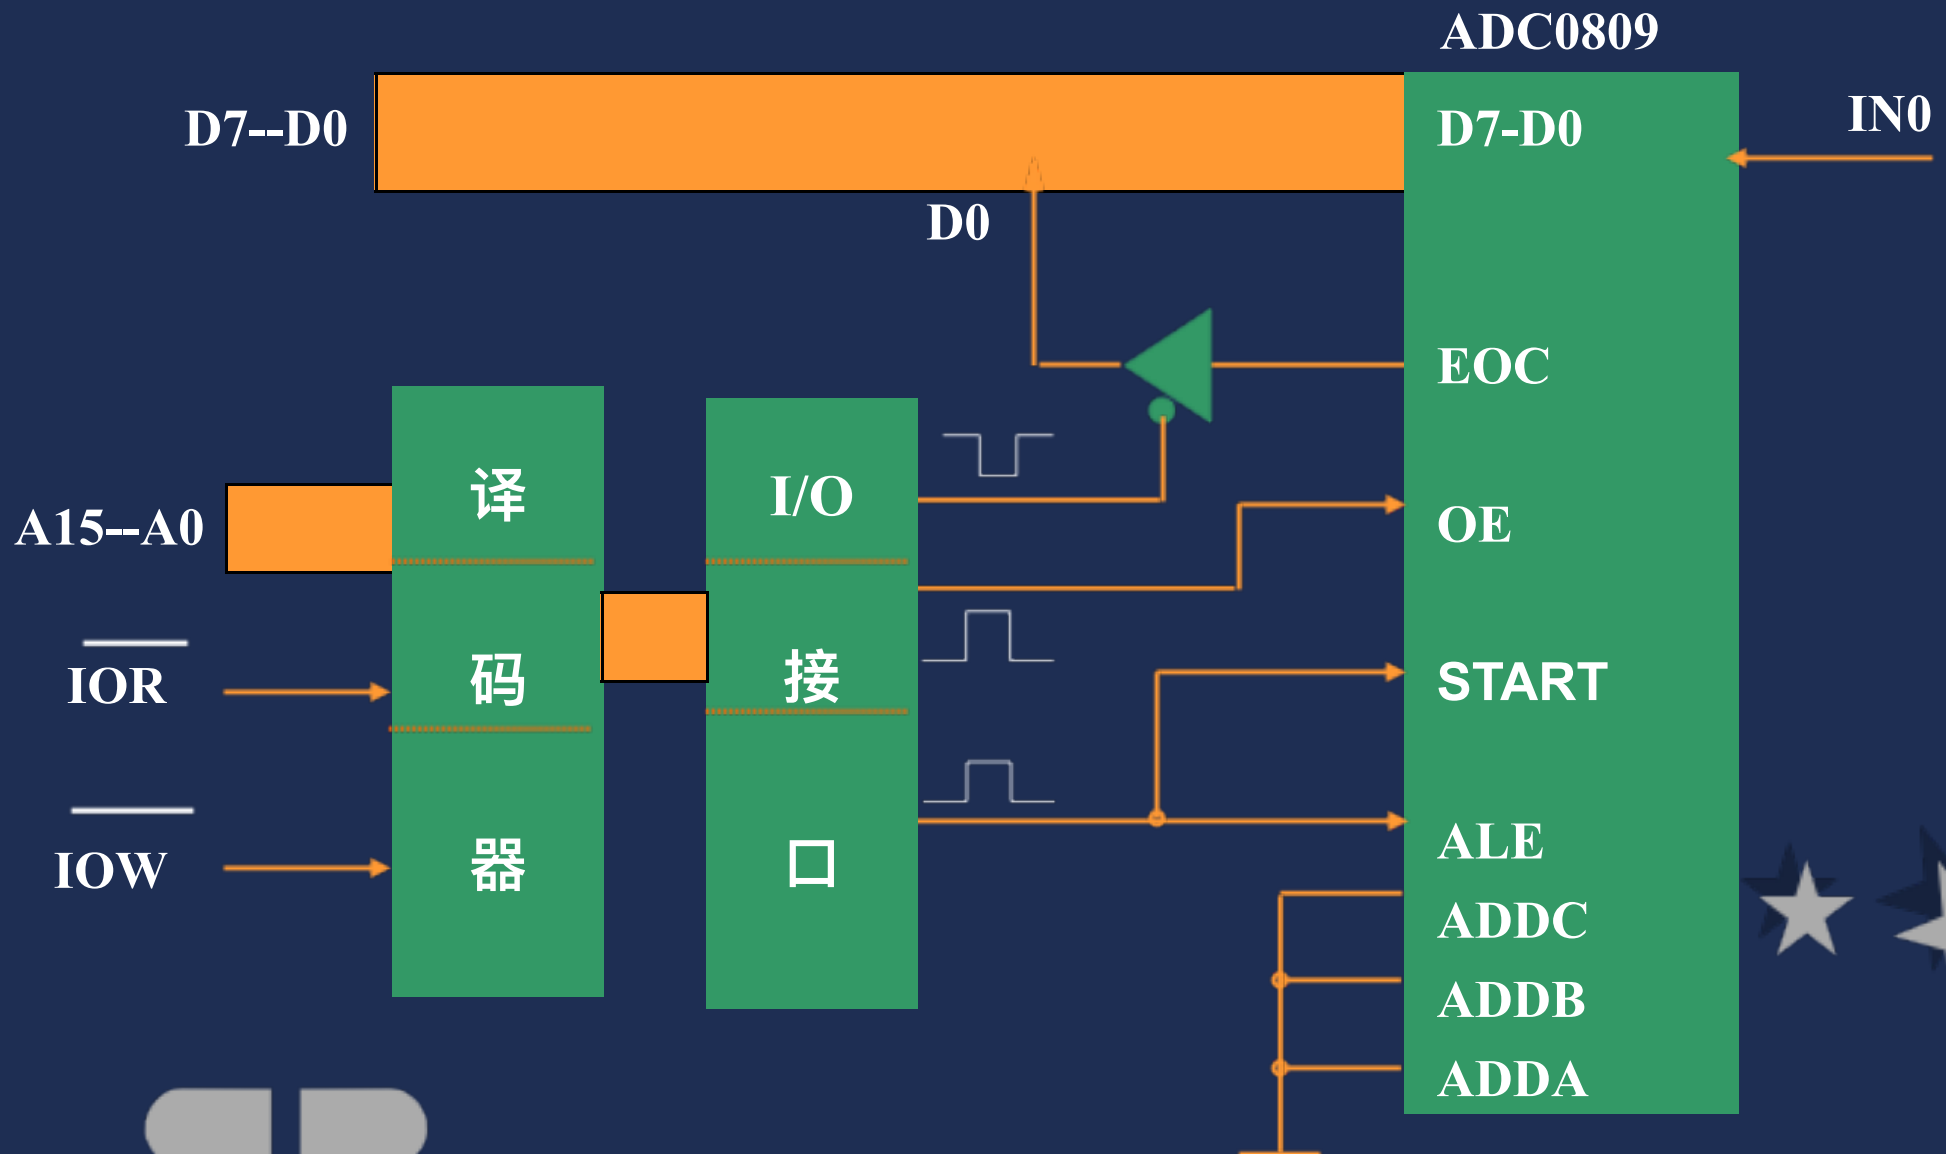 ADC0809
D7--D0
D7-D0
IN0
D0
EOC
A15--A0
译
码
器
I/O
接
口
OE
IOR
START
IOW
ALE
ADDC
ADDB
ADDA